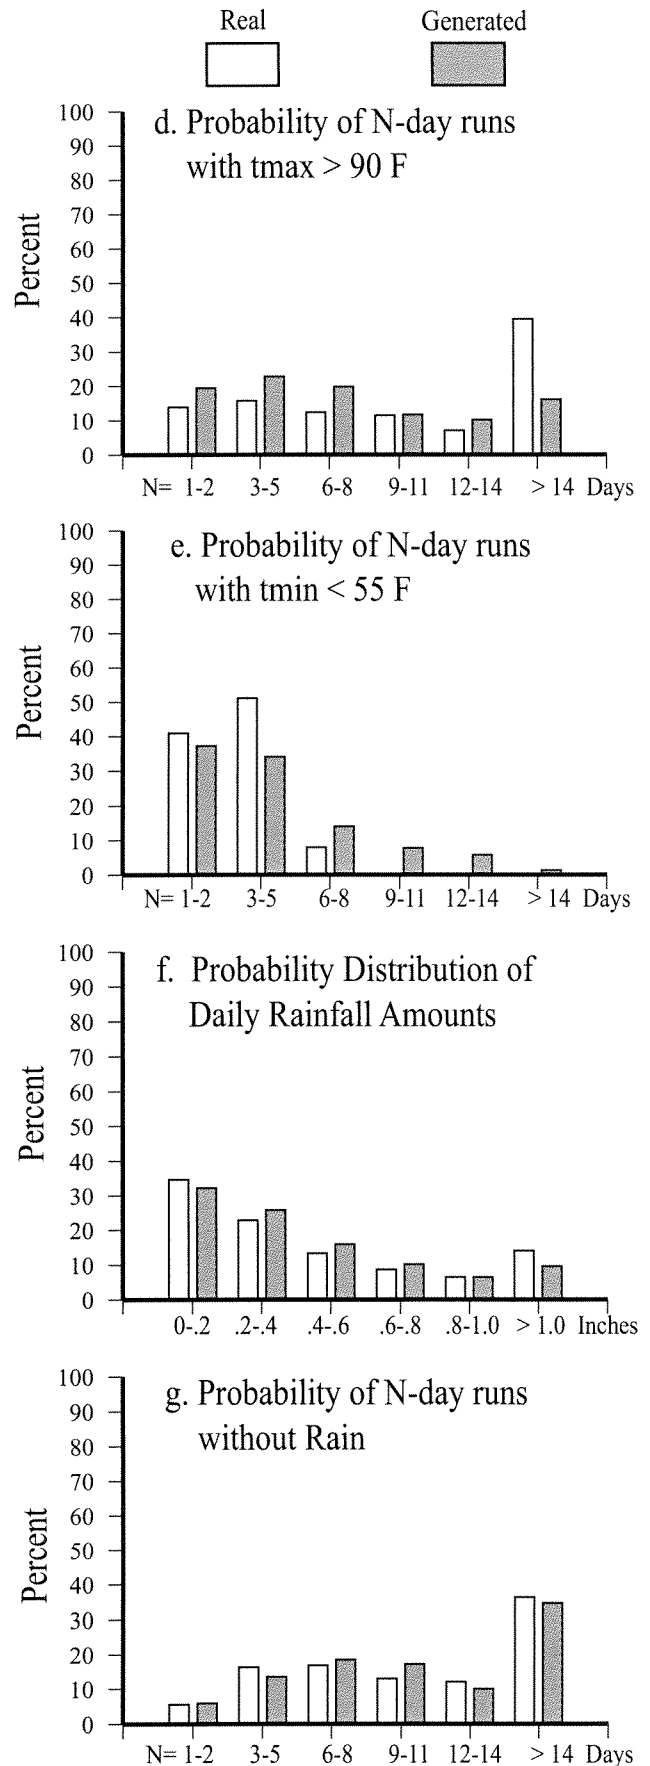 Real Generated
d. Probability of N-day runs
with tmax > 90 F
Percent
100
90
80
70
60
50
40
30
20
10
0
N= 1-2 3-5 6-8 9-11 12-14 > 14 Days
e. Probability of N-day runs
with tmin < 55 F
Percent
100
90
80
70
60
50
40
30
20
10
0
N= 1-2 3-5 6-8 9-11 12-14 > 14 Days
f. Probability Distribution of
Daily Rainfall Amounts
Percent
100
90
80
70
60
50
40
30
20
10
0
0-.2 .2-.4 .4-.6 .6-.8 .8-1.0 > 1.0 Inches
g. Probability of N-day runs
without Rain
Percent
100
90
80
70
60
50
40
30
20
10
0
N= 1-2 3-5 6-8 9-11 12-14 > 14 Days